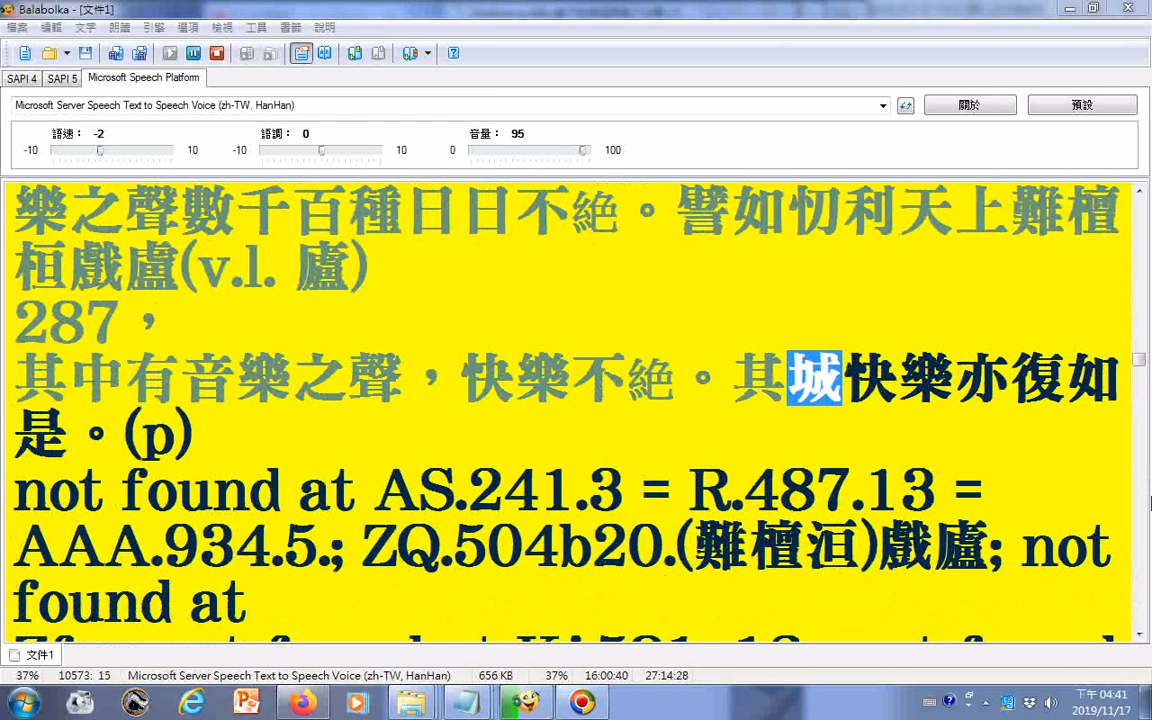 Balabolka - [文件1]
檔案 編輯 文字 朗讀 引擎 選項 檢視 工具 書籤 說明
SAPI 4 SAPI 5 Microsoft Speech Platform
Microsoft Server Speech Text to Speech Voice (zh-TW, HanHan) 關於 預設
語速： -2 語調： 0 音量： 95
-10 10 -10 10 0 100
樂之聲數千百種日日不絶。譬如忉利天上難檀
桓戲盧(v.l. 廬)
287，
其中有音樂之聲，快樂不絶。其城快樂亦復如
是。(p)
not found at AS.241.3 = R.487.13 =
AAA.934.5.; ZQ.504b20.(難檀洹)戲廬; not
found at
文件1
37% 10573: 15 Microsoft Server Speech Text to Speech Voice (zh-TW, HanHan) 656 KB 37% 16:00:40 27:14:28
下午 04:41
2019/11/17